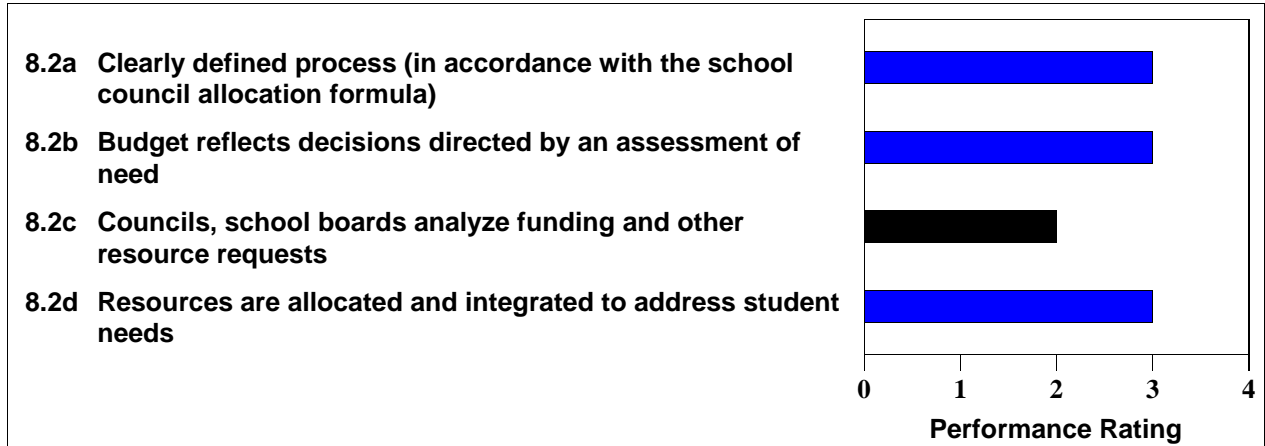 8.2a Clearly defined process (in accordance with the school
council allocation formula)
8.2b Budget reflects decisions directed by an assessment of
need
8.2c Councils, school boards analyze funding and other
resource requests
8.2d Resources are allocated and integrated to address student
needs
0 1 2 3 4
Performance Rating